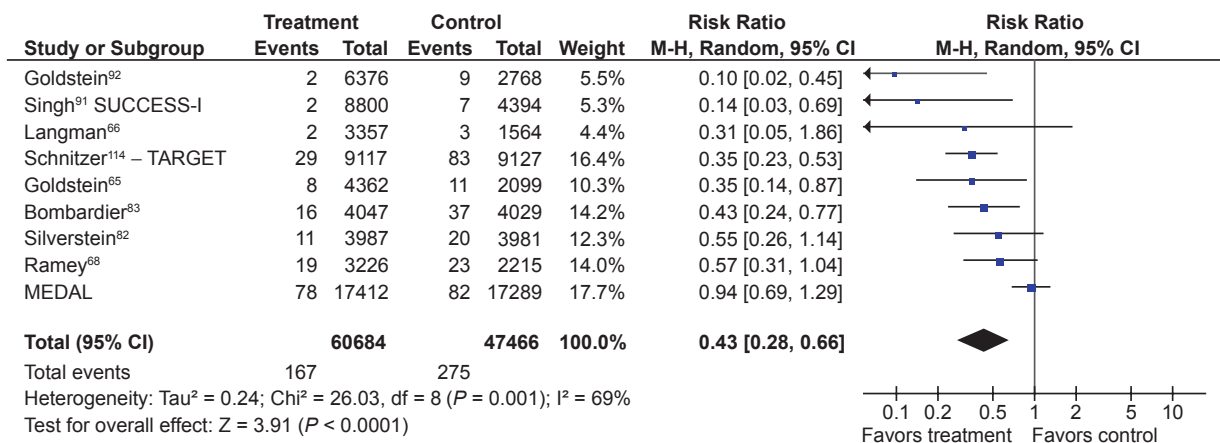 Treatment Control Risk Ratio Risk Ratio
Study or Subgroup Events Total Events Total Weight M-H, Random, 95% CI M-H, Random, 95% CI
Goldstein⁹² 2 6376 9 2768 5.5% 0.10 [0.02, 0.45]
Singh⁹¹ SUCCESS-I 2 8800 7 4394 5.3% 0.14 [0.03, 0.69]
Langman⁶⁶ 2 3357 3 1564 4.4% 0.31 [0.05, 1.86]
Schnitzer¹¹⁴ – TARGET 29 9117 83 9127 16.4% 0.35 [0.23, 0.53]
Goldstein⁶⁵ 8 4362 11 2099 10.3% 0.35 [0.14, 0.87]
Bombardier⁸³ 16 4047 37 4029 14.2% 0.43 [0.24, 0.77]
Silverstein⁸² 11 3987 20 3981 12.3% 0.55 [0.26, 1.14]
Ramey⁶⁸ 19 3226 23 2215 14.0% 0.57 [0.31, 1.04]
MEDAL 78 17412 82 17289 17.7% 0.94 [0.69, 1.29]
Total (95% CI) 60684 47466 100.0% 0.43 [0.28, 0.66]
Total events 167 275
Heterogeneity: Tau² = 0.24; Chi² = 26.03, df = 8 (P = 0.001); I² = 69%
Test for overall effect: Z = 3.91 (P < 0.0001)
0.1 0.2 0.5 1 2 5 10
Favors treatment Favors control